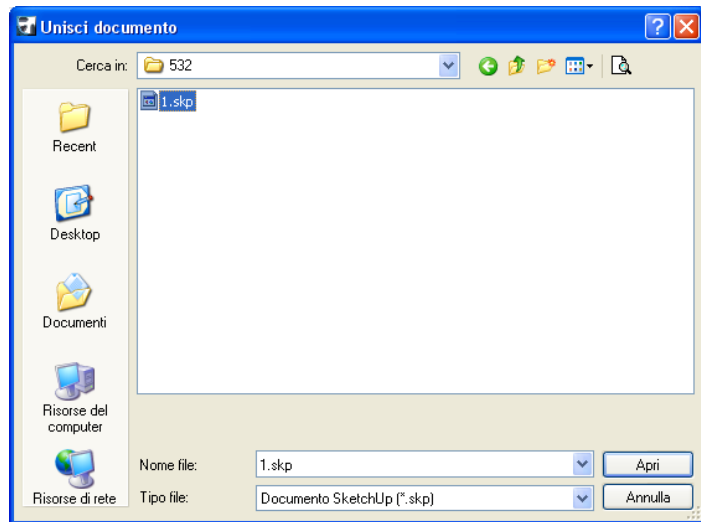 Unisci documento
Cerca in: 532
1.skp
Recent
Desktop
Documenti
Risorse del
computer
Risorse di rete
Nome file: 1.skp Apri
Tipo file: Documento SketchUp (*.skp) Annulla